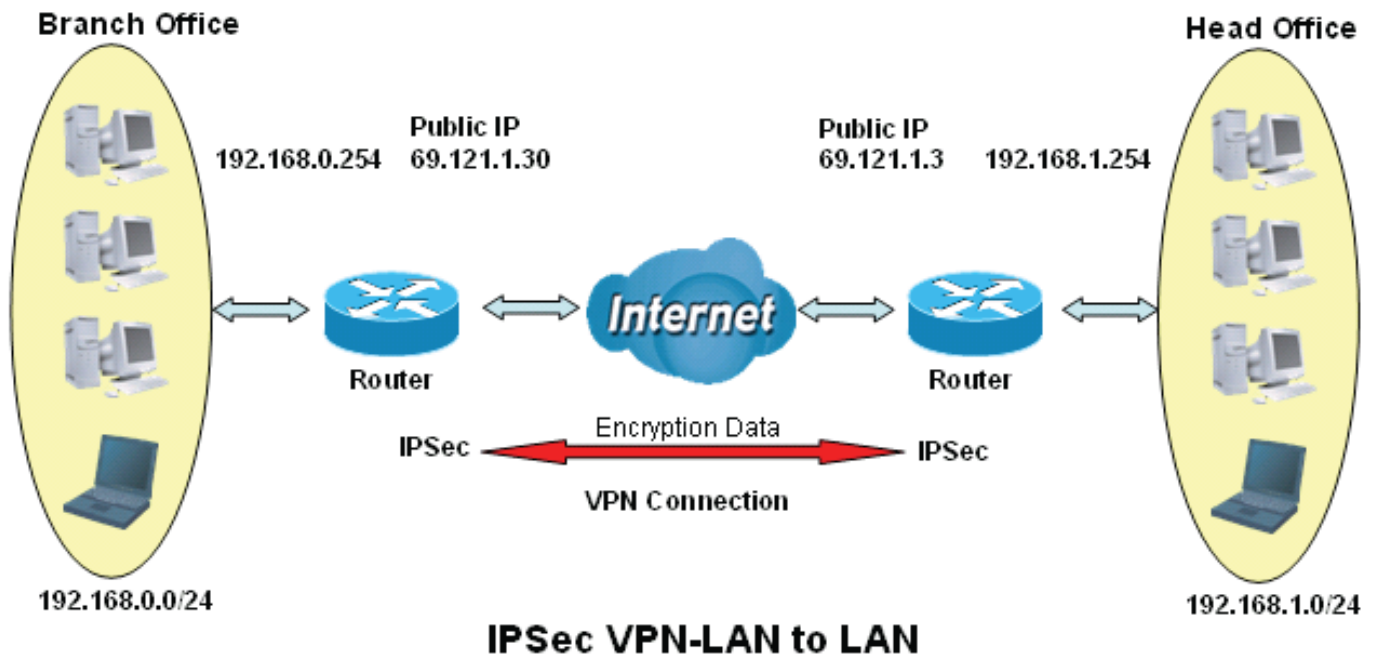 Branch Office
Head Office
Public IP
69.121.1.30
192.168.0.254
Public IP
69.121.1.3
192.168.1.254
Internet
Router
Router
Encryption Data
IPSec
IPSec
VPN Connection
192.168.0.0/24
192.168.1.0/24
IPSec VPN-LAN to LAN